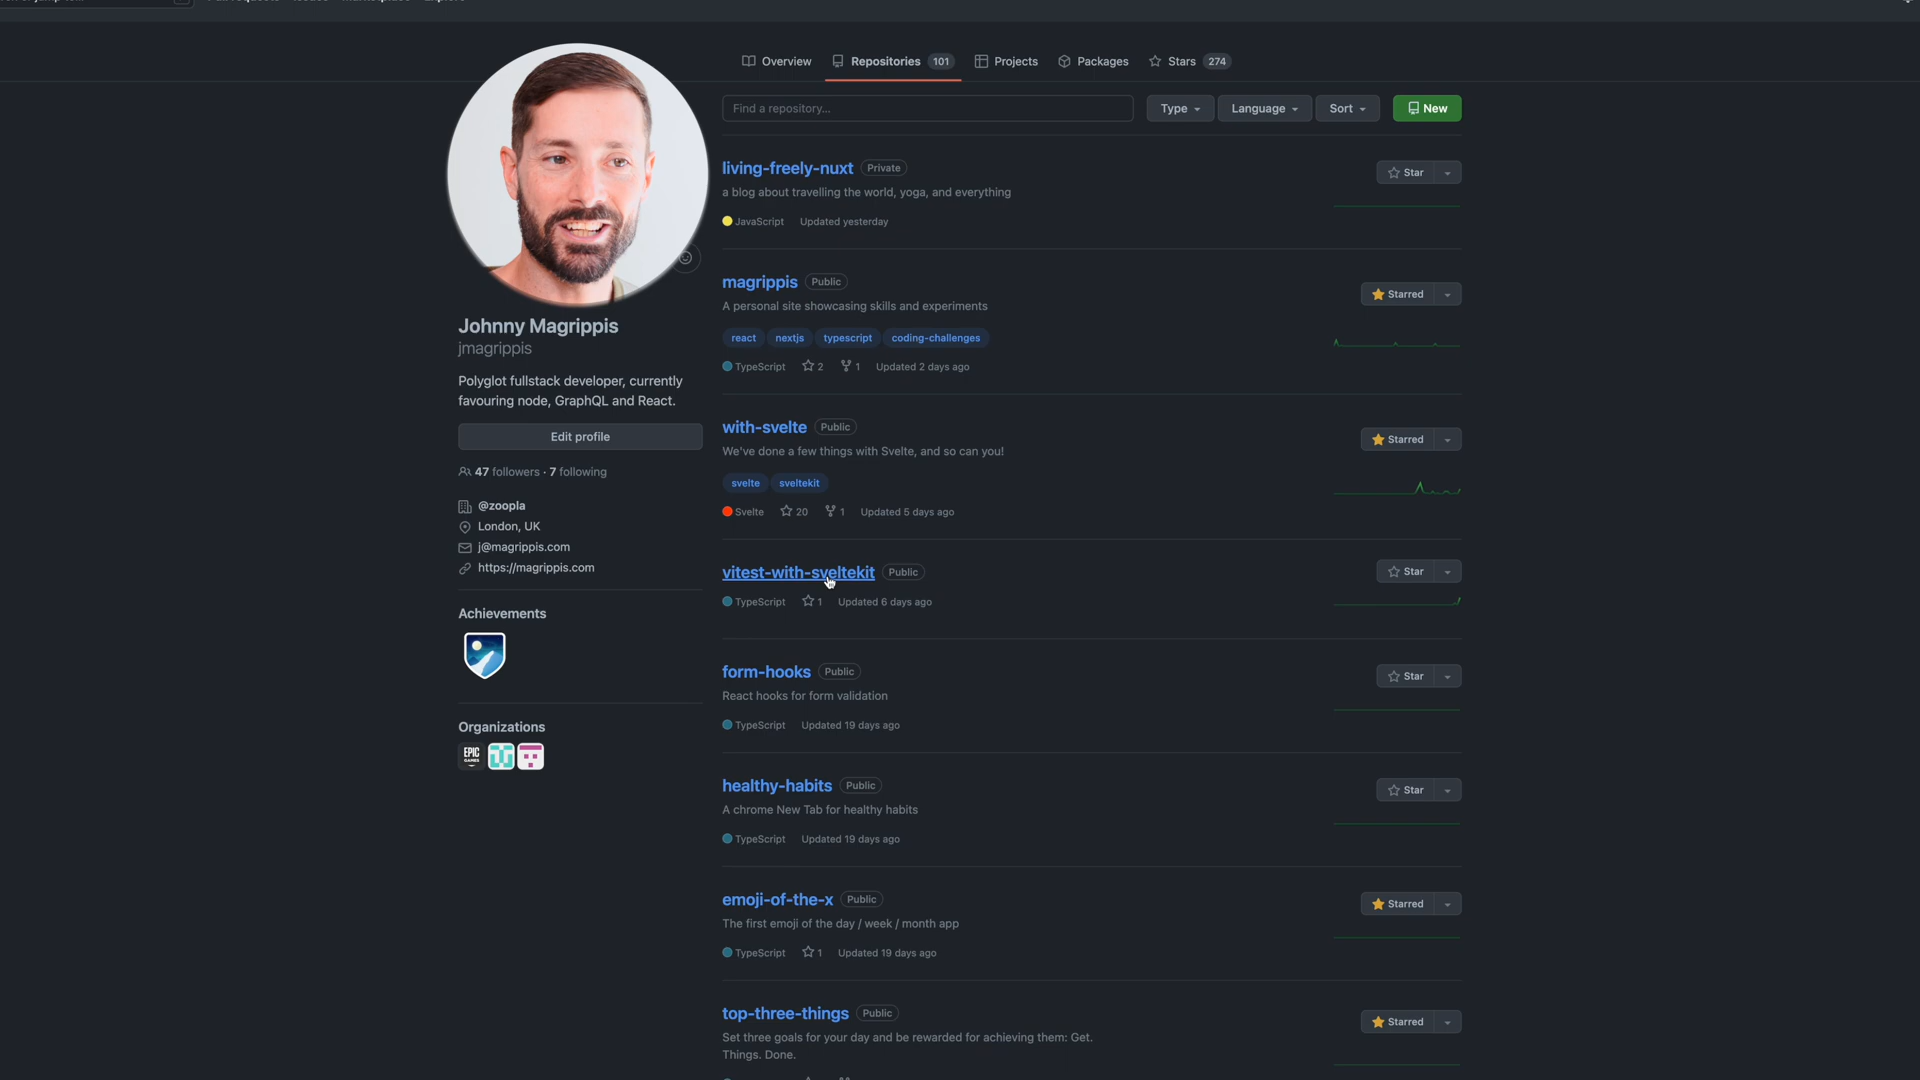 Overview Repositories 101 Projects Packages Stars 274
Find a repository... Type Language Sort New
living-freely-nuxt Private Star
a blog about travelling the world, yoga, and everything
JavaScript Updated yesterday
magrippis Public Starred
A personal site showcasing skills and experiments
react nextjs typescript coding-challenges
TypeScript 2 1 Updated 2 days ago
with-svelte Public Starred
We've done a few things with Svelte, and so can you!
svelte sveltekit
Svelte 20 1 Updated 5 days ago
vitest-with-sveltekit Public Star
TypeScript 1 Updated 6 days ago
form-hooks Public Star
React hooks for form validation
TypeScript Updated 19 days ago
healthy-habits Public Star
A chrome New Tab for healthy habits
TypeScript Updated 19 days ago
emoji-of-the-x Public Starred
The first emoji of the day / week / month app
TypeScript 1 Updated 19 days ago
top-three-things Public Starred
Set three goals for your day and be rewarded for achieving them: Get.
Things. Done.
Johnny Magrippis
jmagrippis
Polyglot fullstack developer, currently
favouring node, GraphQL and React.
Edit profile
47 followers · 7 following
@zoopla
London, UK
j@magrippis.com
https://magrippis.com
Achievements
Organizations
EPIC
GAMES